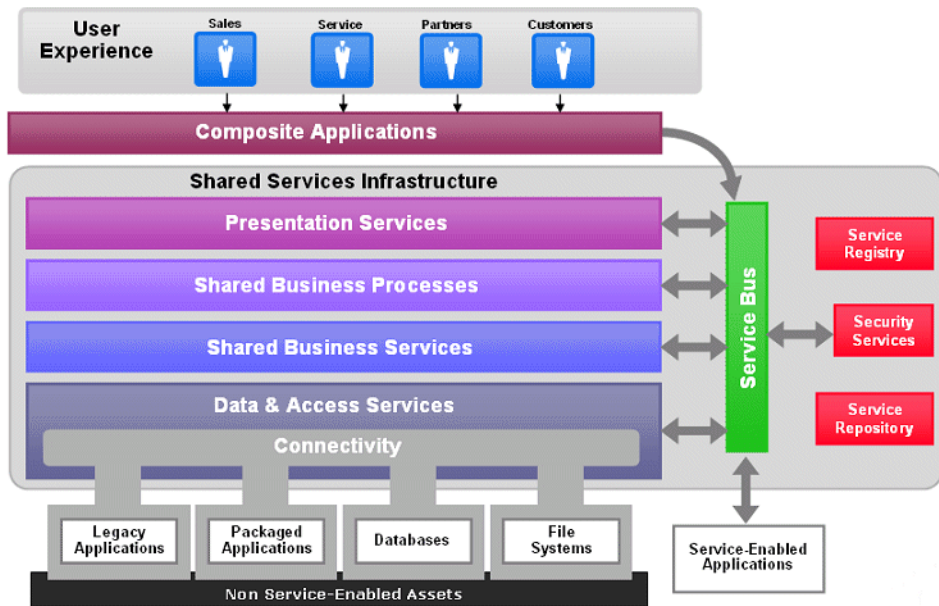 User
Experience
Sales
Service
Partners
Customers
Composite Applications
Shared Services Infrastructure
Presentation Services
Shared Business Processes
Shared Business Services
Data & Access Services
Connectivity
Service Bus
Service
Registry
Security
Services
Service
Repository
Legacy
Applications
Packaged
Applications
Databases
File
Systems
Service-Enabled
Applications
Non Service-Enabled Assets